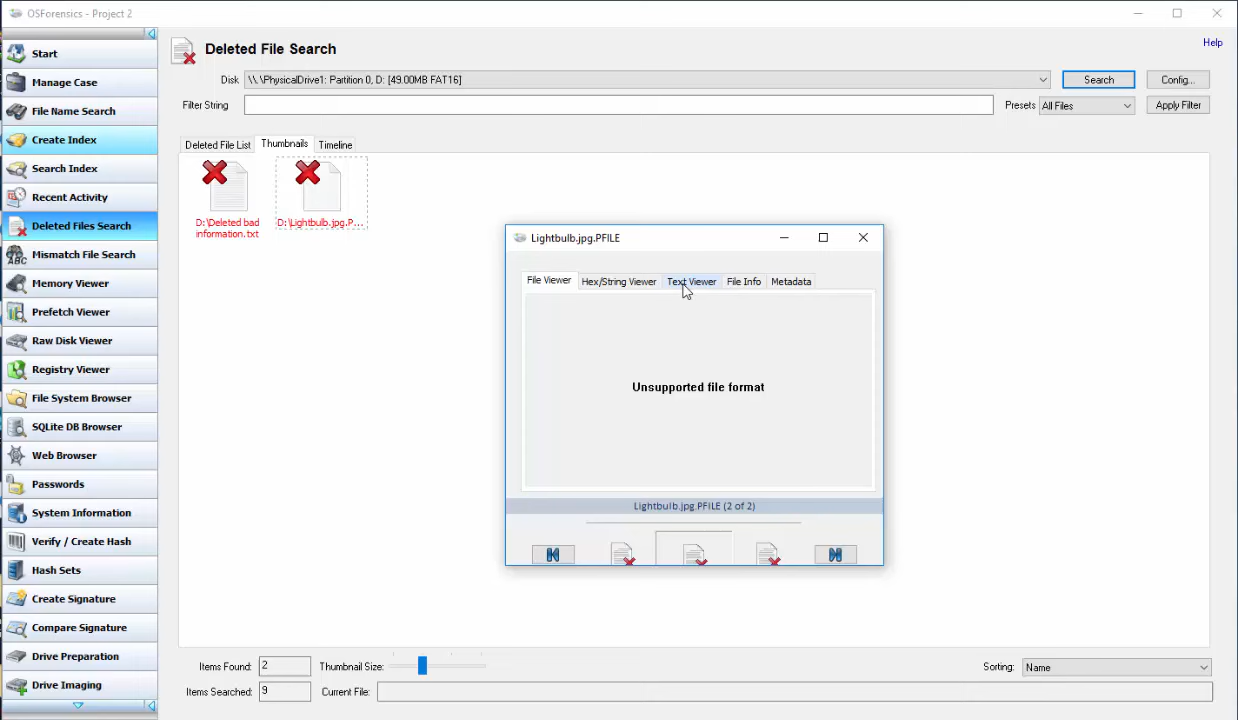 OSForensics - Project 2
Start
Manage Case
File Name Search
Create Index
Search Index
Recent Activity
Deleted Files Search
Mismatch File Search
Memory Viewer
Prefetch Viewer
Raw Disk Viewer
Registry Viewer
File System Browser
SQLite DB Browser
Web Browser
Passwords
System Information
Verify / Create Hash
Hash Sets
Create Signature
Compare Signature
Drive Preparation
Drive Imaging
Deleted File Search
Help
Disk \\.\PhysicalDrive1: Partition 0, D: [49.00MB FAT16] Search Config...
Filter String Presets All Files Apply Filter
Deleted File List Thumbnails Timeline
D:\Deleted bad
information.txt
D:\Lightbulb.jpg.P...
Lightbulb.jpg.PFILE
File Viewer Hex/String Viewer Text Viewer File Info Metadata
Unsupported file format
Lightbulb.jpg.PFILE (2 of 2)
Items Found: 2 Thumbnail Size: Sorting: Name
Items Searched: 9 Current File: